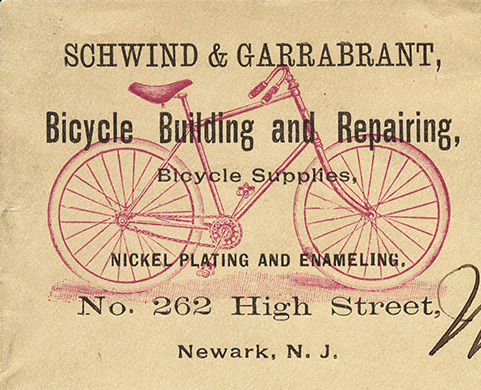 SCHWIND & GARRABRANT,
Bicycle Building and Repairing,
Bicycle Supplies,
NICKEL PLATING AND ENAMELING.
No. 262 High Street,
Newark, N. J.